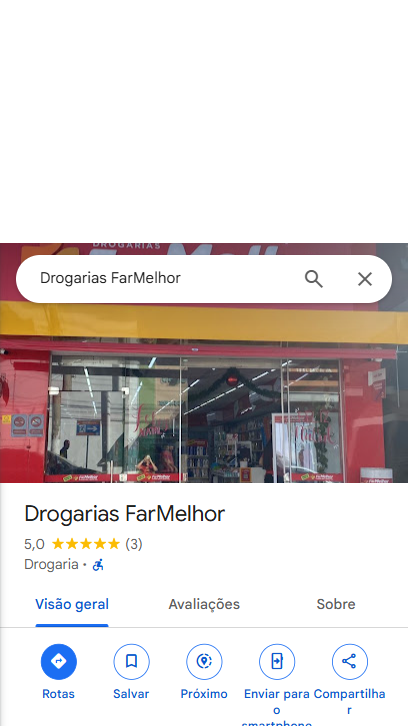 DROGARIAS
Drogarias FarMelhor
Drogarias FarMelhor
5,0 (3)
Drogaria ·
Visão geral
Avaliações
Sobre
Rotas
Salvar
Próximo
Enviar para
o
smartphone
Compartilha
r